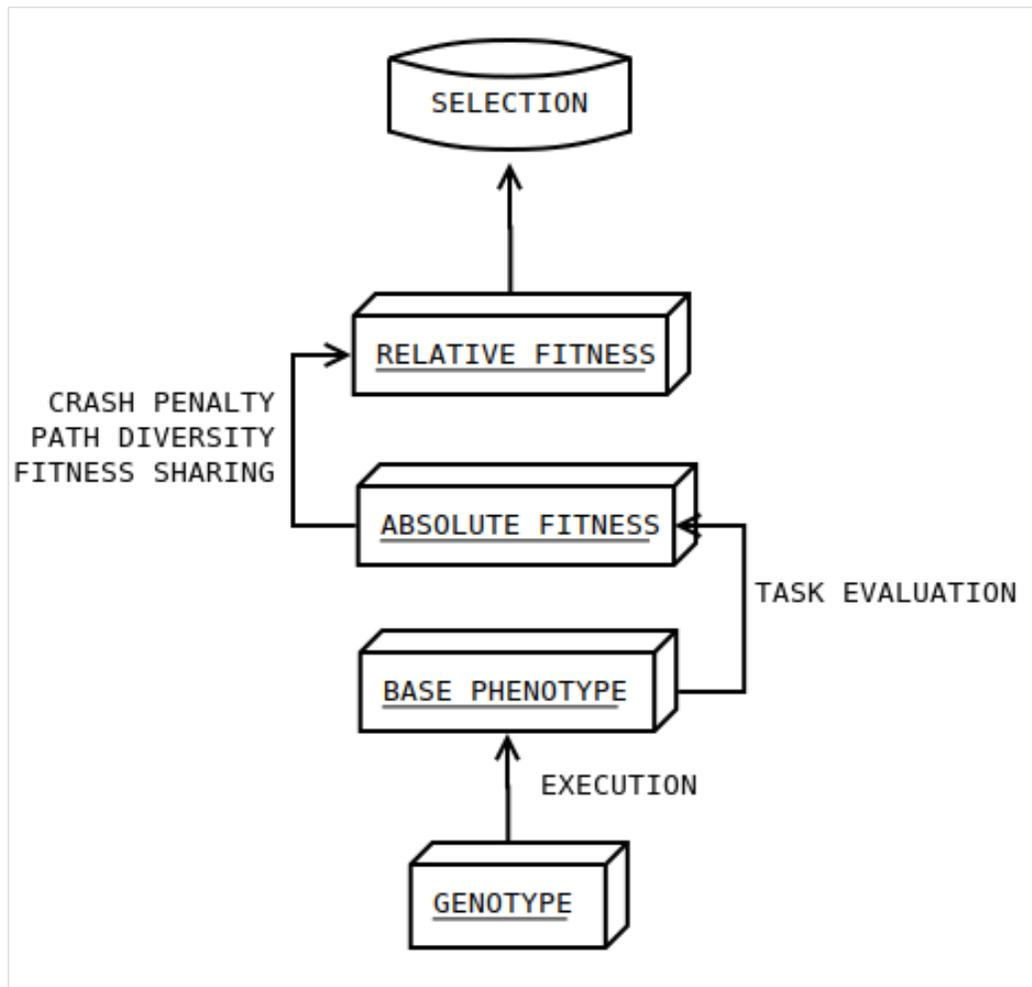 SELECTION
RELATIVE FITNESS
CRASH PENALTY
PATH DIVERSITY
FITNESS SHARING
ABSOLUTE FITNESS
TASK EVALUATION
BASE PHENOTYPE
EXECUTION
GENOTYPE